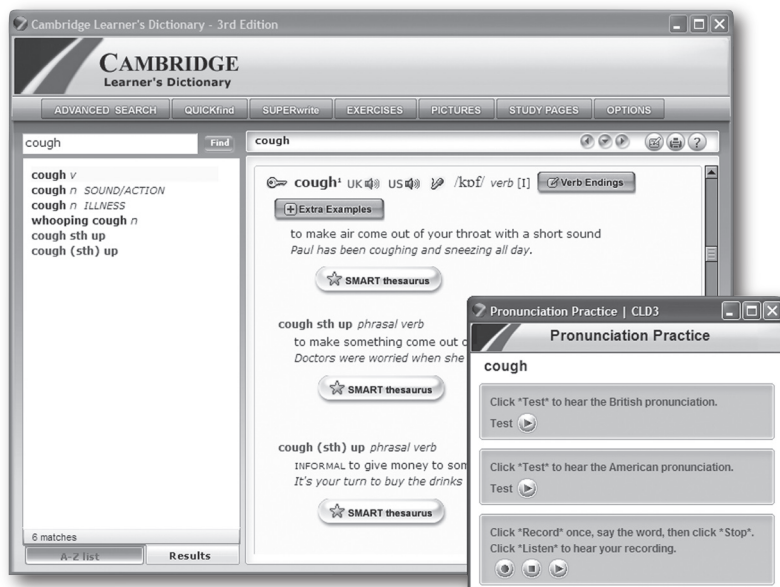 Cambridge Learner's Dictionary - 3rd Edition
CAMBRIDGE
Learner's Dictionary
ADVANCED SEARCH QUICKfind SUPERwrite EXERCISES PICTURES STUDY PAGES OPTIONS
cough Find
cough v
cough n SOUND/ACTION
cough n ILLNESS
whooping cough n
cough sth up
cough (sth) up
6 matches
A-Z list Results
cough
cough¹ UK US /kɒf/ verb [I] Verb Endings
Extra Examples
to make air come out of your throat with a short sound
Paul has been coughing and sneezing all day.
SMART thesaurus
cough sth up phrasal verb
to make something come out o
Doctors were worried when she
SMART thesaurus
cough (sth) up phrasal verb
INFORMAL to give money to som
It's your turn to buy the drinks
SMART thesaurus
Pronunciation Practice | CLD3
Pronunciation Practice
cough
Click *Test* to hear the British pronunciation.
Test
Click *Test* to hear the American pronunciation.
Test
Click *Record* once, say the word, then click *Stop*.
Click *Listen* to hear your recording.